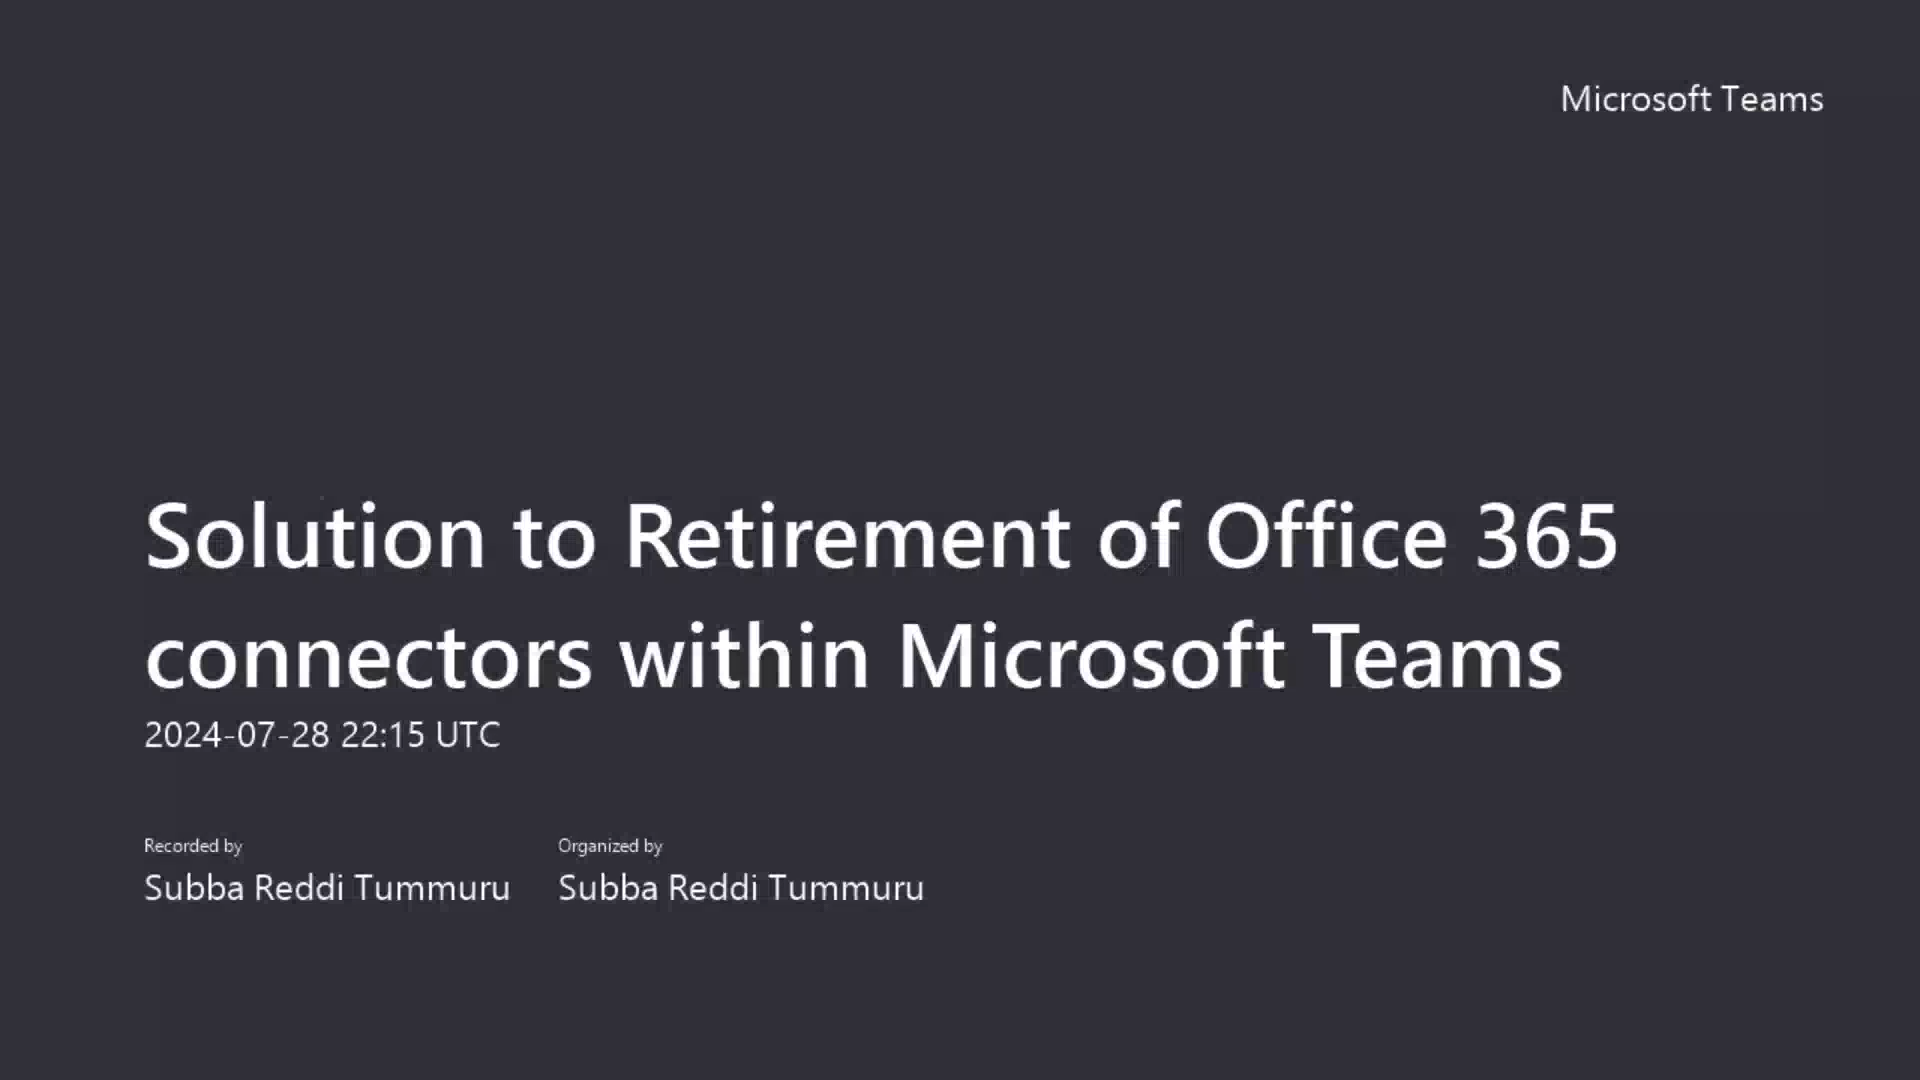 Microsoft Teams
Solution to Retirement of Office 365
connectors within Microsoft Teams
2024-07-28 22:15 UTC
Recorded by
Subba Reddi Tummuru
Organized by
Subba Reddi Tummuru